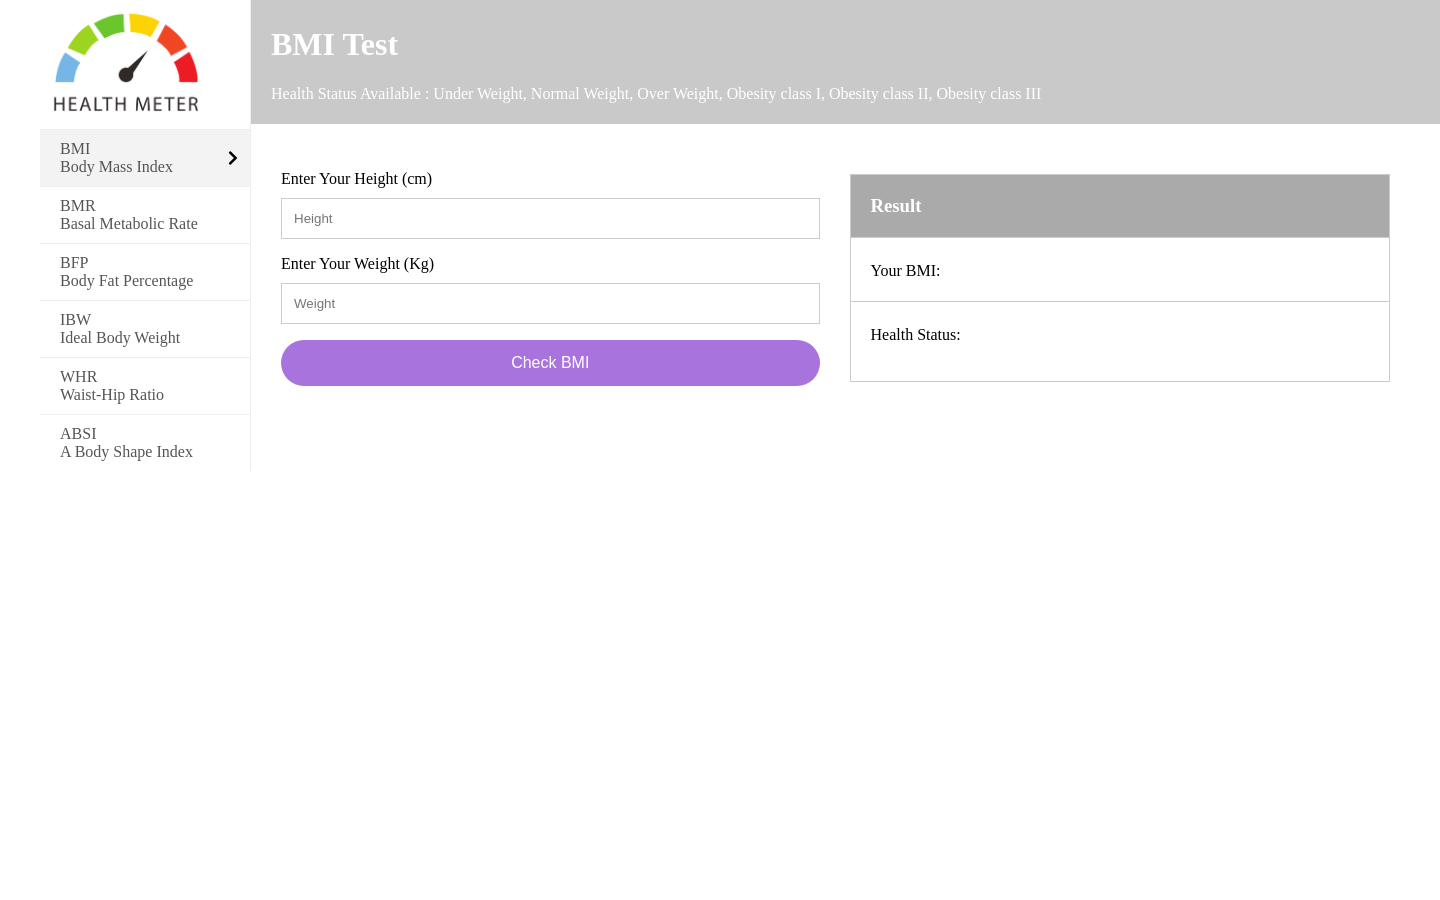 HEALTH METER
BMI
Body Mass Index
BMR
Basal Metabolic Rate
BFP
Body Fat Percentage
IBW
Ideal Body Weight
WHR
Waist-Hip Ratio
ABSI
A Body Shape Index
BMI Test
Health Status Available : Under Weight, Normal Weight, Over Weight, Obesity class I, Obesity class II, Obesity class III
Enter Your Height (cm)
Height
Enter Your Weight (Kg)
Weight
Check BMI
Result
Your BMI:
Health Status: